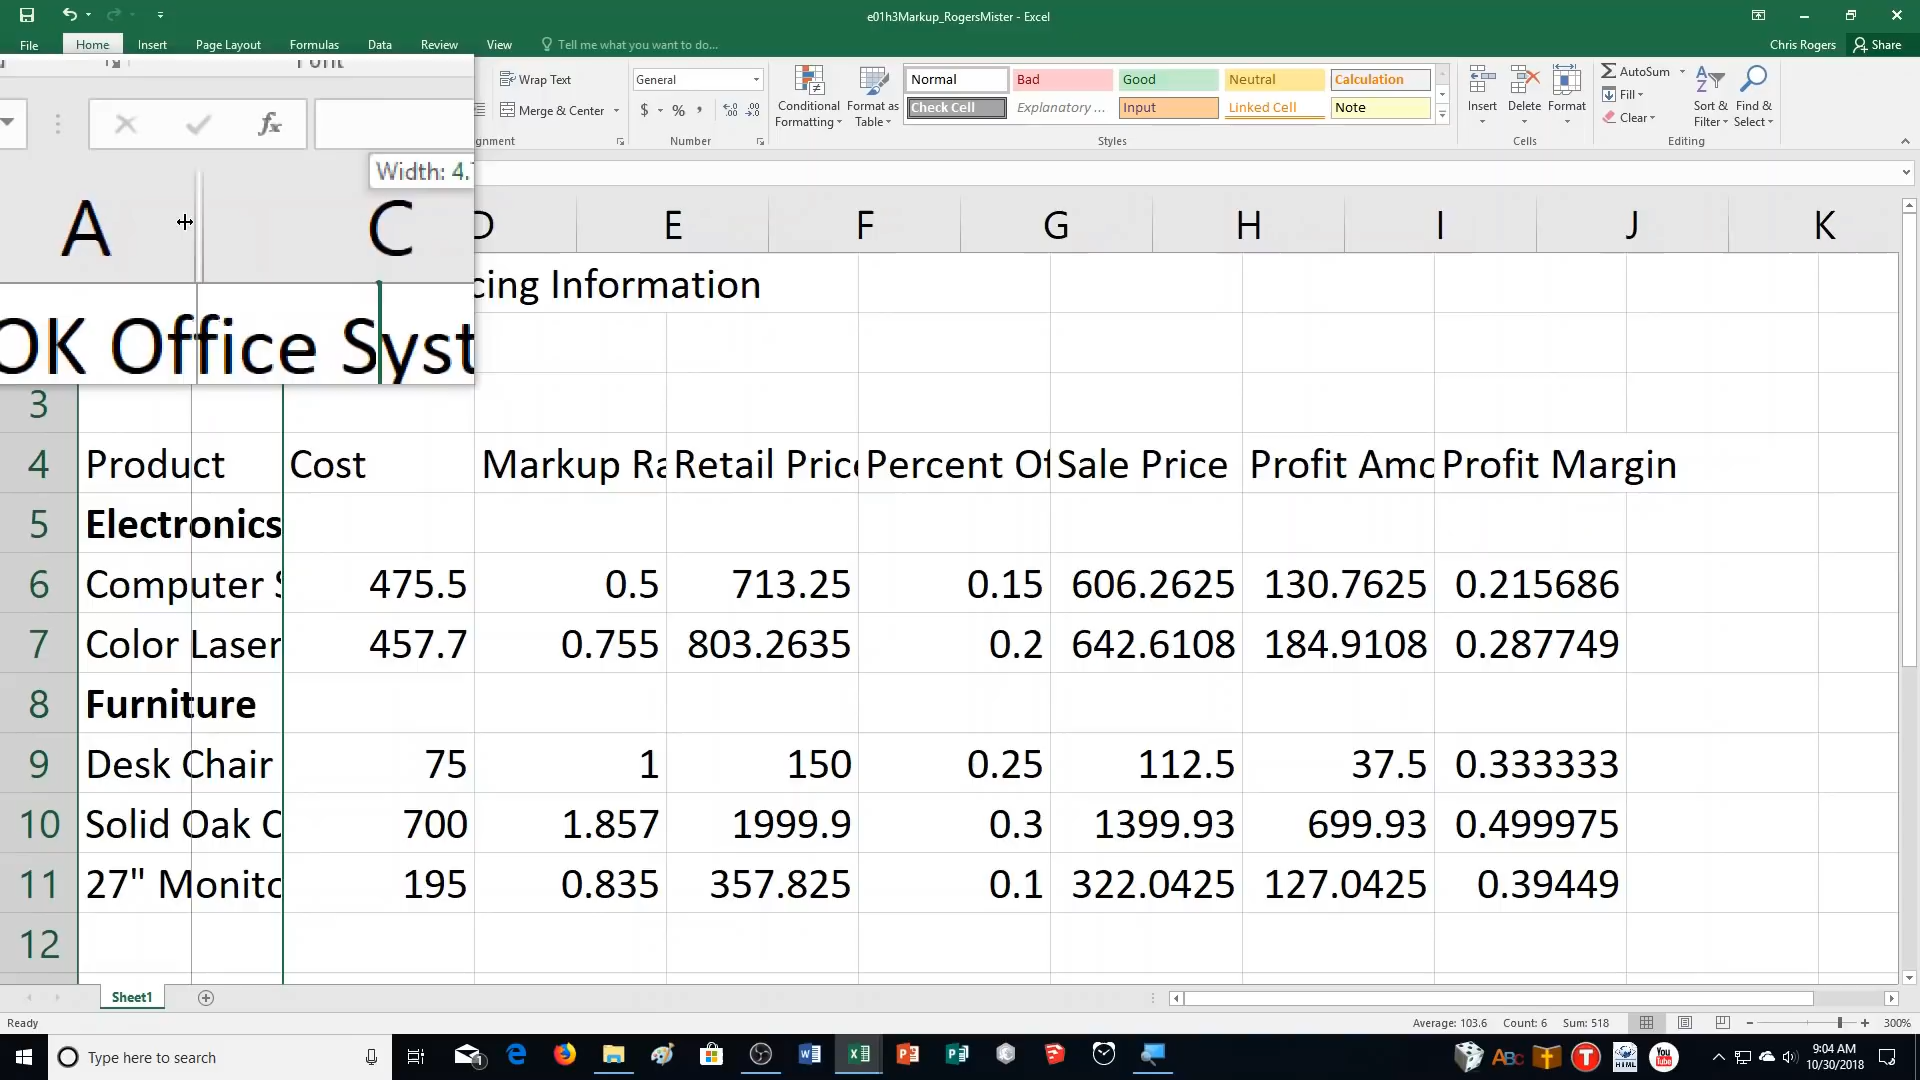 e01h3Markup_RogersMister - Excel
File Home Insert Page Layout Formulas Data Review View Tell me what you want to do... Chris Rogers Share
Font
Wrap Text
Merge & Center
General
$ % ,
Number
Conditional Formatting
Format as Table
Normal Bad Good Neutral Calculation
Check Cell Explanatory ... Input Linked Cell Note
Styles
Insert Delete Format
Cells
AutoSum
Fill
Clear
Sort & Filter
Find & Select
Editing
fx
Width: 4.
A C D E F G H I J K
OK Office Syst cing Information
3
4 Product Cost Markup Ra Retail Price Percent Of Sale Price Profit Amo Profit Margin
5 Electronics
6 Computer S 475.5 0.5 713.25 0.15 606.2625 130.7625 0.215686
7 Color Laser 457.7 0.755 803.2635 0.2 642.6108 184.9108 0.287749
8 Furniture
9 Desk Chair 75 1 150 0.25 112.5 37.5 0.333333
10 Solid Oak C 700 1.857 1999.9 0.3 1399.93 699.93 0.499975
11 27" Monito 195 0.835 357.825 0.1 322.0425 127.0425 0.39449
12
Sheet1
Ready Average: 103.6 Count: 6 Sum: 518 300%
Type here to search
9:04 AM
10/30/2018